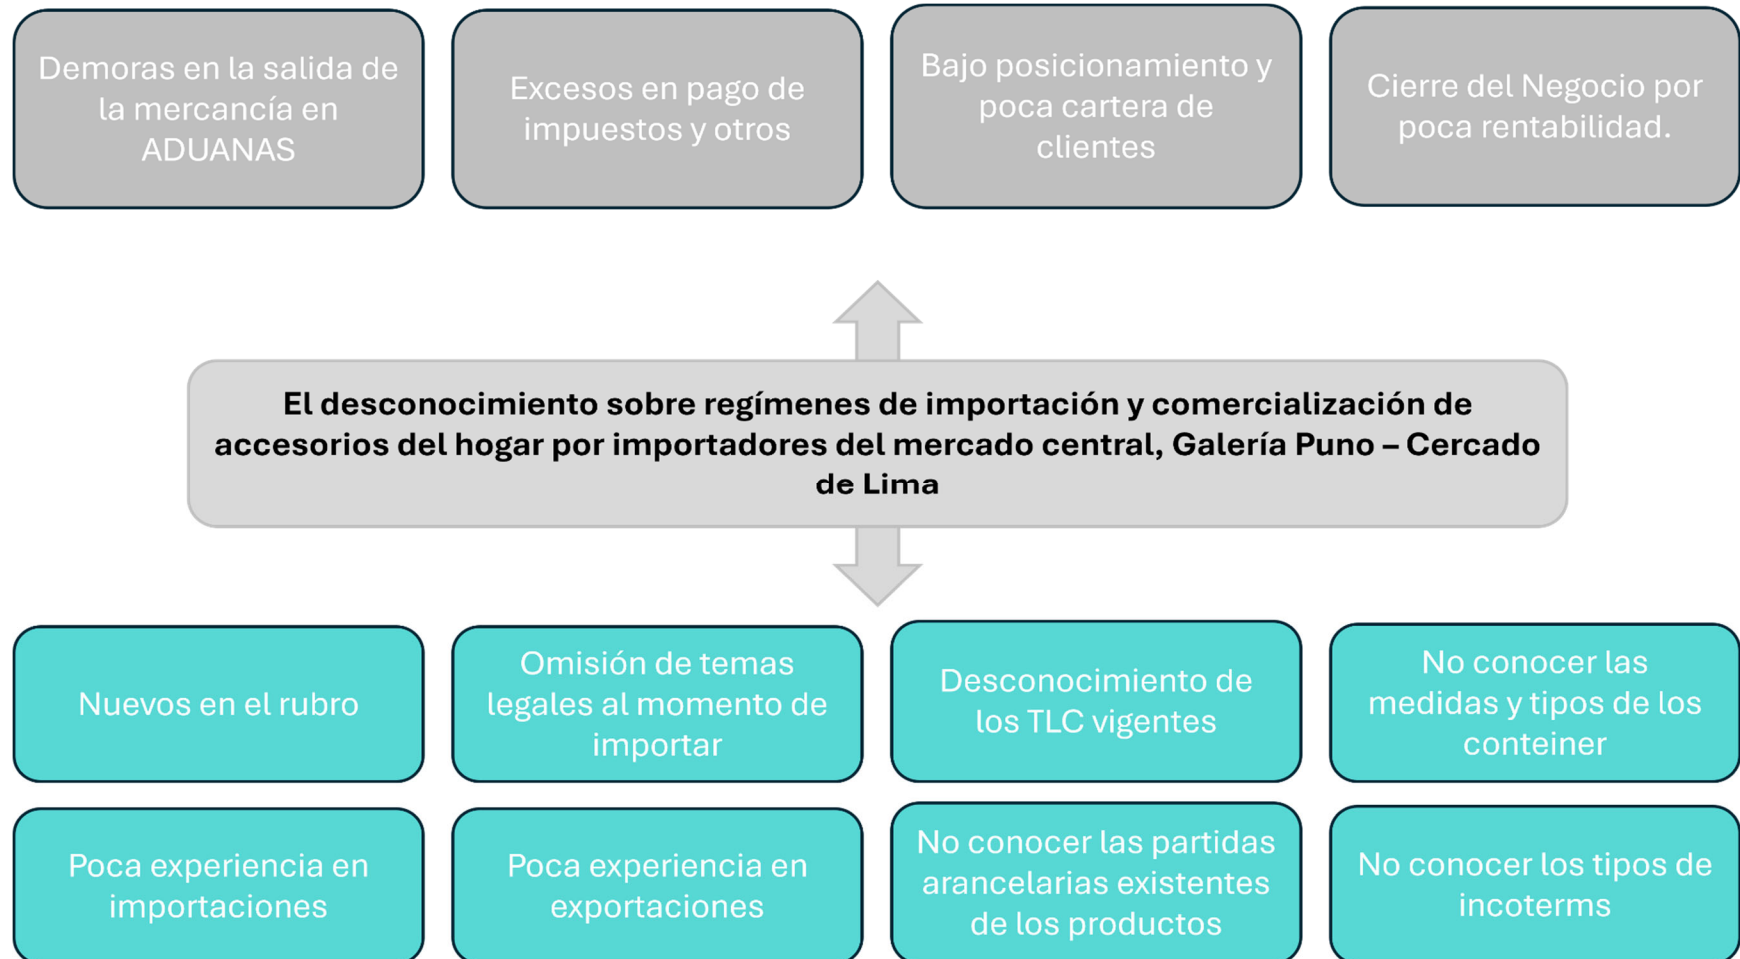 Demoras en la salida de
la mercancía en
ADUANAS
Excesos en pago de
impuestos y otros
Bajo posicionamiento y
poca cartera de
clientes
Cierre del Negocio por
poca rentabilidad.
El desconocimiento sobre regímenes de importación y comercialización de
accesorios del hogar por importadores del mercado central, Galería Puno – Cercado
de Lima
Nuevos en el rubro
Omisión de temas
legales al momento de
importar
Desconocimiento de
los TLC vigentes
No conocer las
medidas y tipos de los
conteiner
Poca experiencia en
importaciones
Poca experiencia en
exportaciones
No conocer las partidas
arancelarias existentes
de los productos
No conocer los tipos de
incoterms